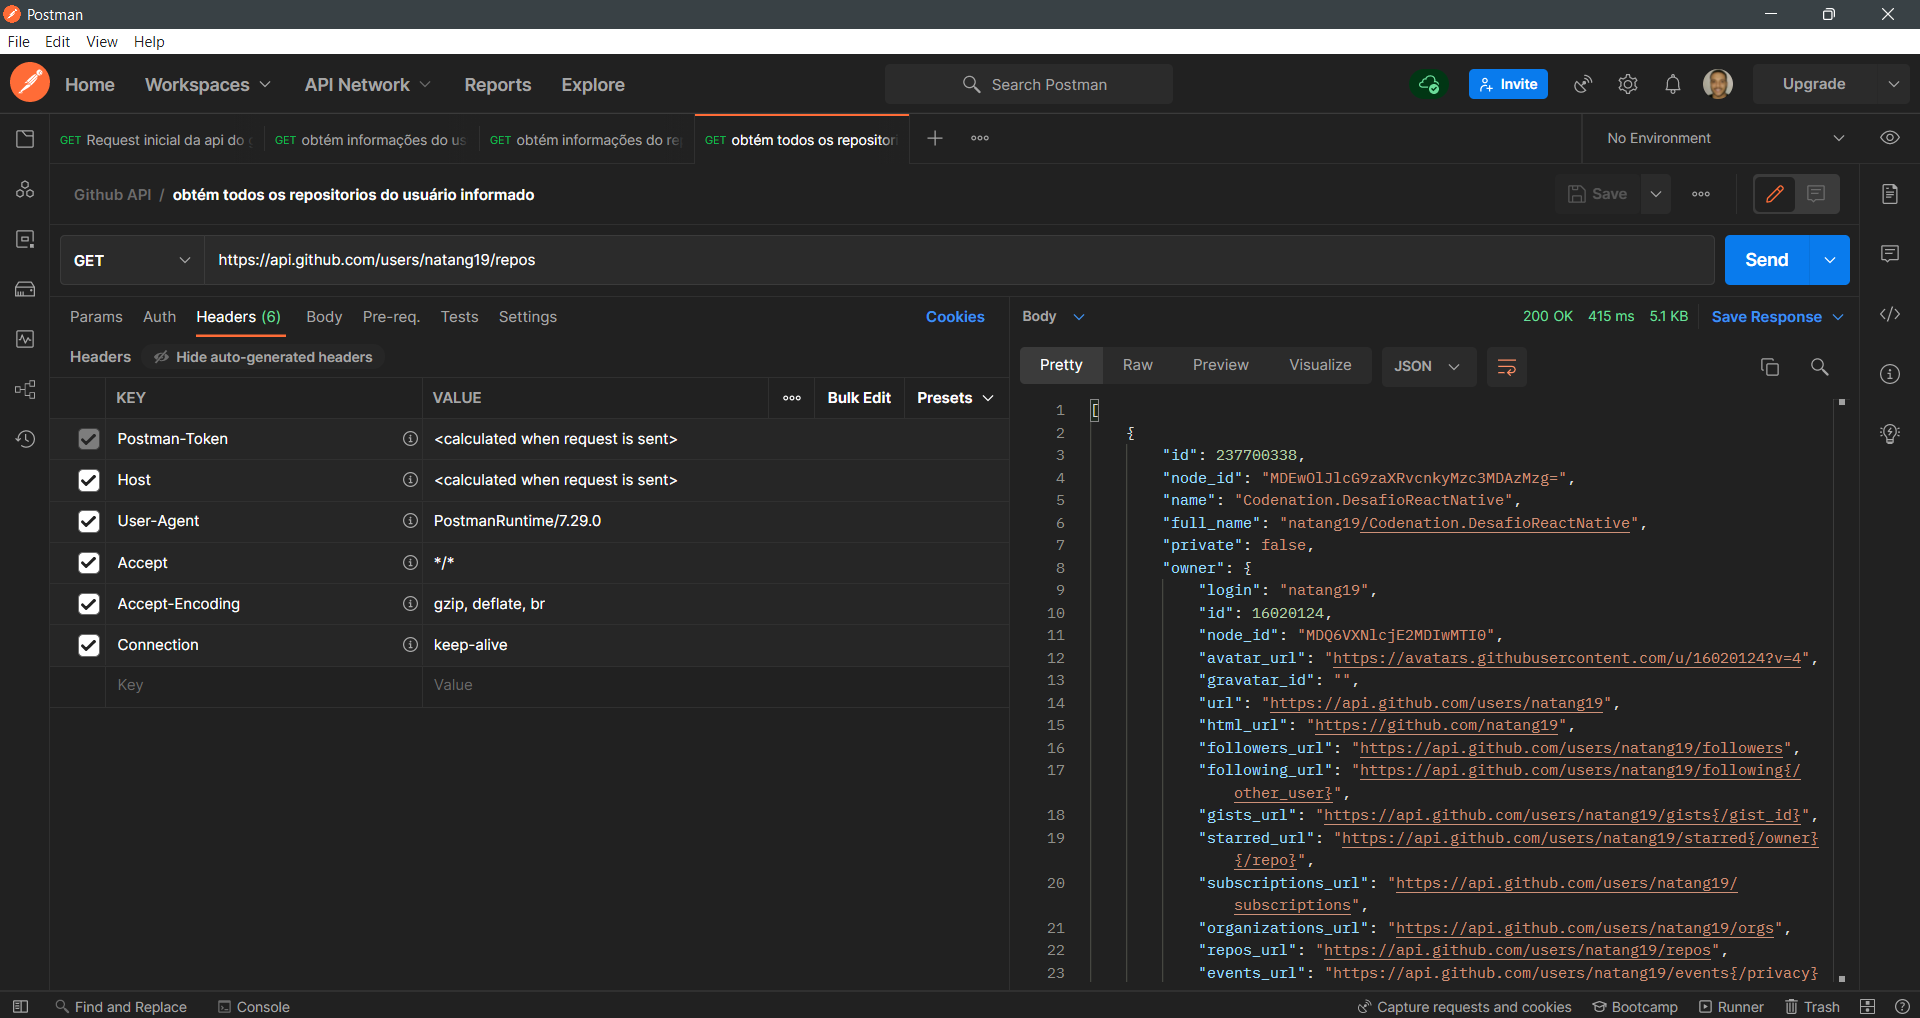 Postman
File Edit View Help
Home Workspaces API Network Reports Explore Search Postman Invite Upgrade
GET Request inicial da api do GET obtém informações do us GET obtém informações do re GET obtém todos os repositori No Environment
Github API / obtém todos os repositorios do usuário informado Save
GET https://api.github.com/users/natang19/repos Send
Params Auth Headers (6) Body Pre-req. Tests Settings Cookies
Headers Hide auto-generated headers
KEY VALUE Bulk Edit Presets
Postman-Token <calculated when request is sent>
Host <calculated when request is sent>
User-Agent PostmanRuntime/7.29.0
Accept */*
Accept-Encoding gzip, deflate, br
Connection keep-alive
Key Value
Body 200 OK 415 ms 5.1 KB Save Response
Pretty Raw Preview Visualize JSON
1 [
2 {
3 "id": 237700338,
4 "node_id": "MDEwOlJlcG9zaXRvcnkyMzc3MDAzMzg=",
5 "name": "Codenation.DesafioReactNative",
6 "full_name": "natang19/Codenation.DesafioReactNative",
7 "private": false,
8 "owner": {
9 "login": "natang19",
10 "id": 16020124,
11 "node_id": "MDQ6VXNlcjE2MDIwMTI0",
12 "avatar_url": "https://avatars.githubusercontent.com/u/16020124?v=4",
13 "gravatar_id": "",
14 "url": "https://api.github.com/users/natang19",
15 "html_url": "https://github.com/natang19",
16 "followers_url": "https://api.github.com/users/natang19/followers",
17 "following_url": "https://api.github.com/users/natang19/following{/
other_user}",
18 "gists_url": "https://api.github.com/users/natang19/gists{/gist_id}",
19 "starred_url": "https://api.github.com/users/natang19/starred{/owner}
{/repo}",
20 "subscriptions_url": "https://api.github.com/users/natang19/
subscriptions",
21 "organizations_url": "https://api.github.com/users/natang19/orgs",
22 "repos_url": "https://api.github.com/users/natang19/repos",
23 "events_url": "https://api.github.com/users/natang19/events{/privacy}
Find and Replace Console Capture requests and cookies Bootcamp Runner Trash